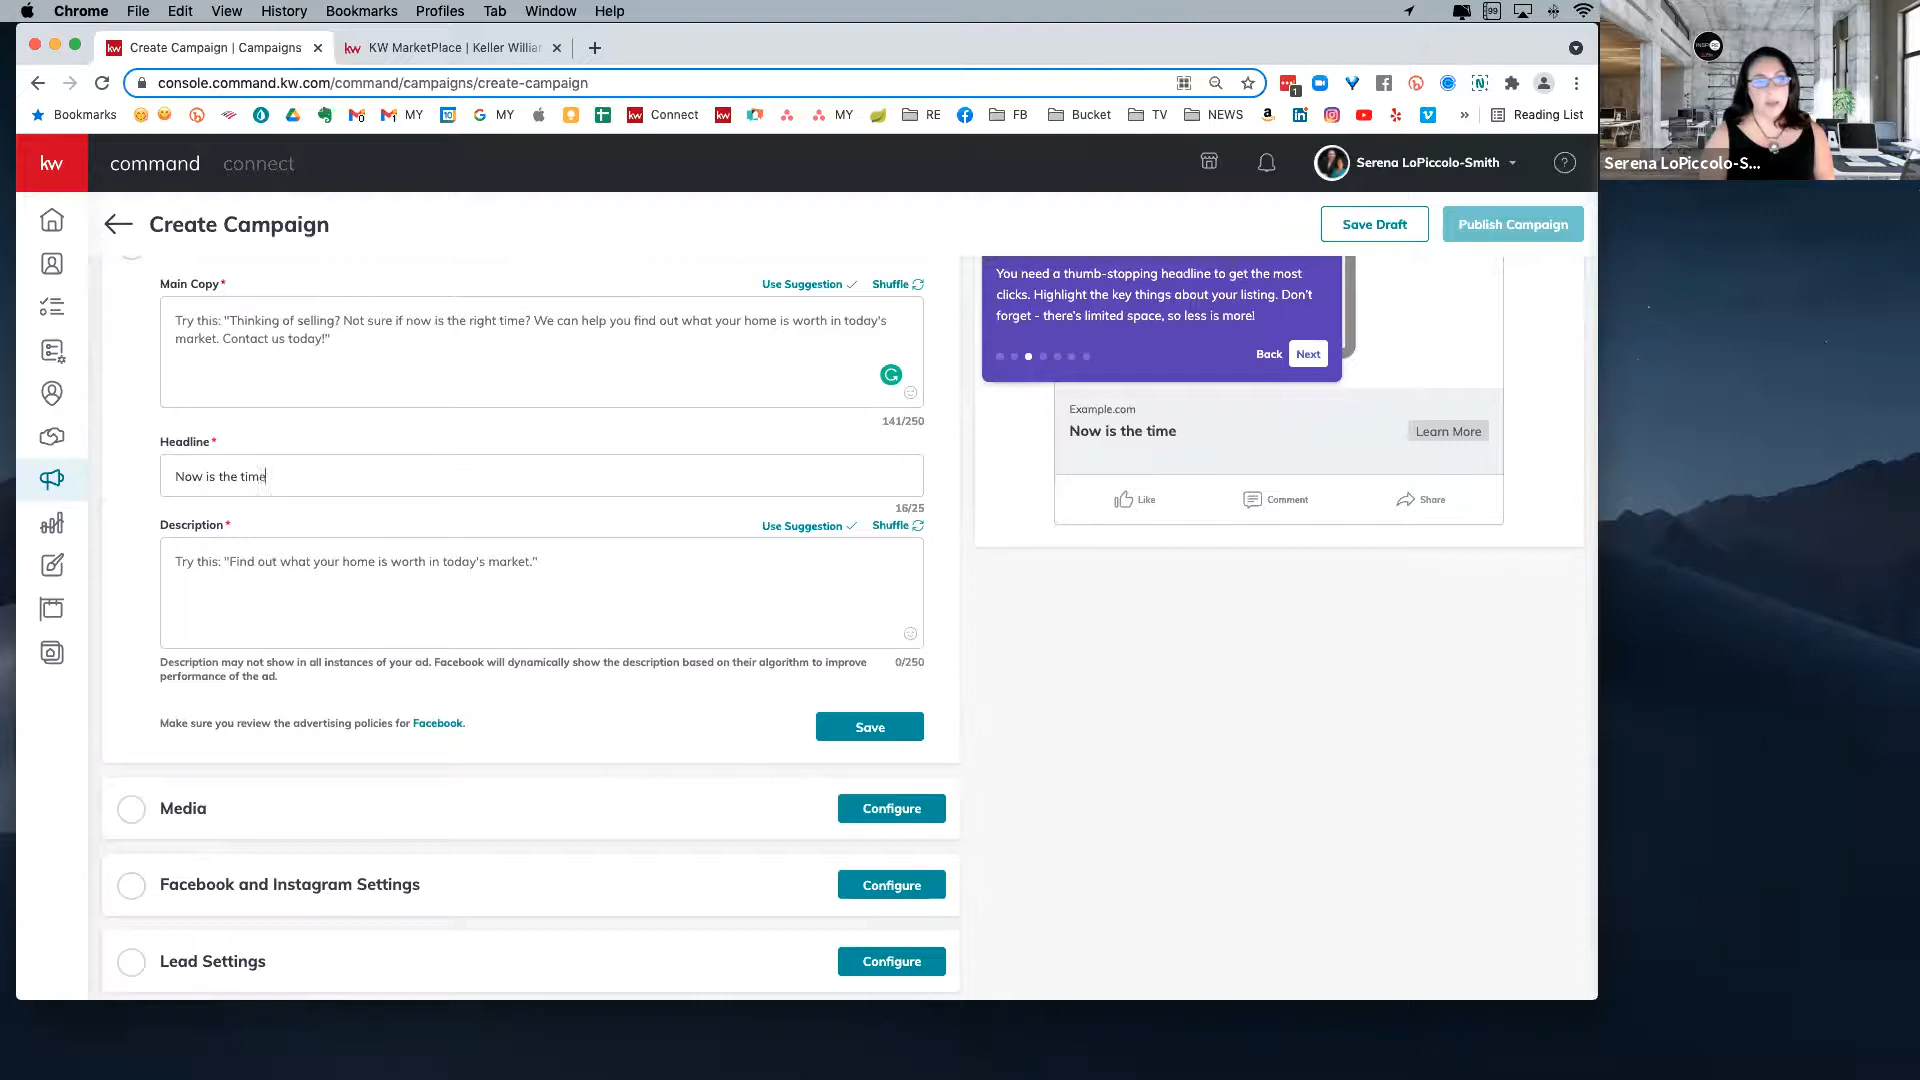 Chrome File Edit View History Bookmarks Profiles Tab Window Help
99
kw Create Campaign | Campaigns
kw KW MarketPlace | Keller Willia
console.command.kw.com/command/campaigns/create-campaign
1
Bookmarks MY G MY kw Connect kw MY RE FB Bucket TV NEWS » Reading List
INSPIRE
Serena LoPiccolo-S...
kw command connect
Serena LoPiccolo-Smith
?
Create Campaign
Save Draft
Publish Campaign
Main Copy*
Use Suggestion
Shuffle
Try this: "Thinking of selling? Not sure if now is the right time? We can help you find out what your home is worth in today's
market. Contact us today!"
141/250
Headline*
Now is the time
16/25
Description*
Use Suggestion
Shuffle
Try this: "Find out what your home is worth in today's market."
Description may not show in all instances of your ad. Facebook will dynamically show the description based on their algorithm to improve
performance of the ad.
0/250
Make sure you review the advertising policies for Facebook.
Save
Media
Configure
Facebook and Instagram Settings
Configure
Lead Settings
Configure
You need a thumb-stopping headline to get the most
clicks. Highlight the key things about your listing. Don't
forget - there's limited space, so less is more!
Back
Next
Example.com
Now is the time
Learn More
Like
Comment
Share